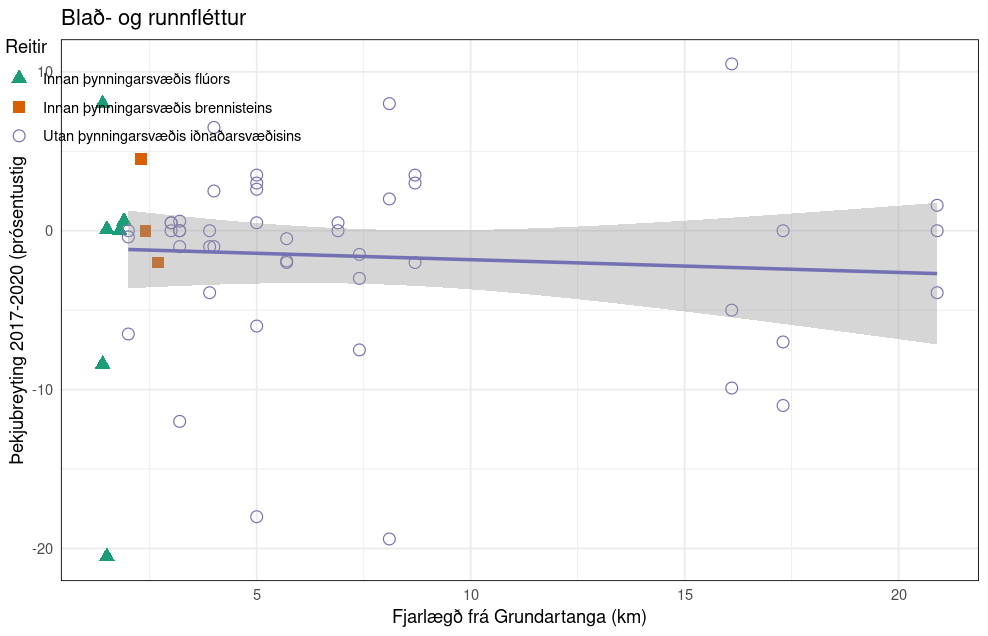 Blað- og runnfléttur
Reitir
Innan þynningarsvæðis flúors
Innan þynningarsvæðis brennisteins
Utan þynningarsvæðis iðnaðarsvæðisins
Þekjubreyting 2017-2020 (prósentustig
10
0
-10
-20
5
10
15
20
Fjarlægð frá Grundartanga (km)